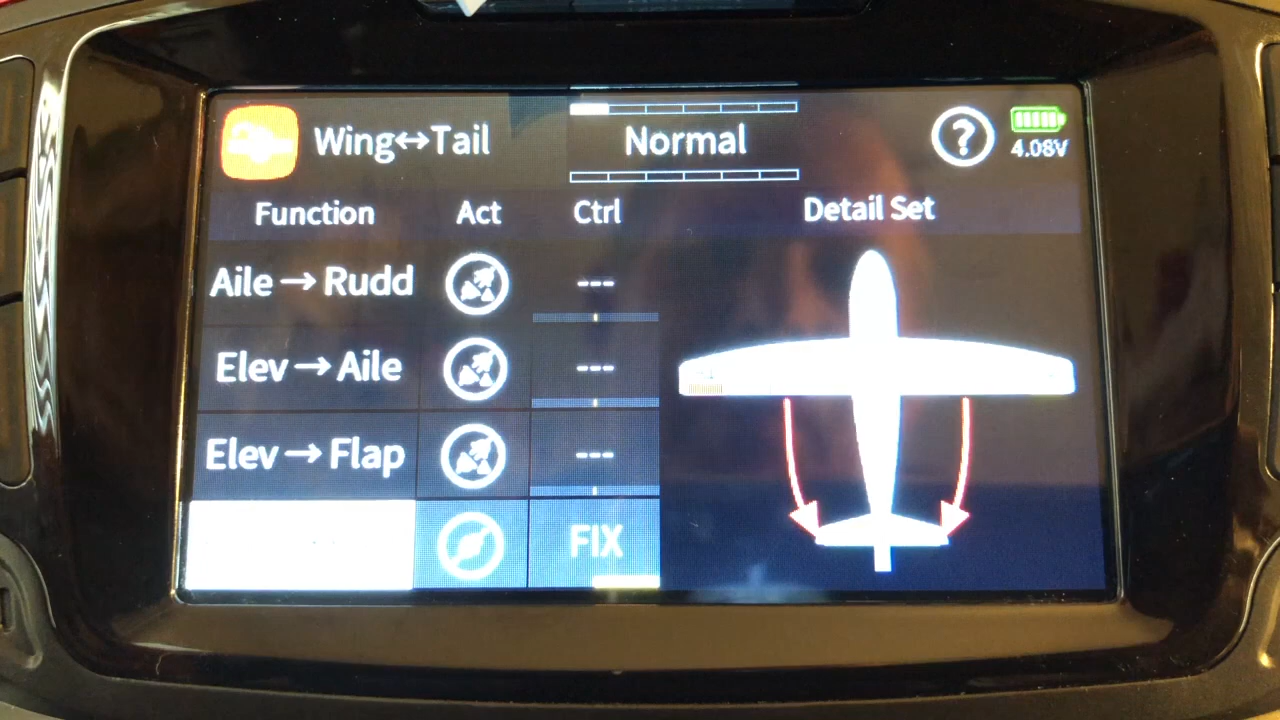 Wing↔Tail
Normal
?
4.08V
Function Act Ctrl Detail Set
Aile→Rudd ---
Elev→Aile ---
Elev→Flap ---
FIX